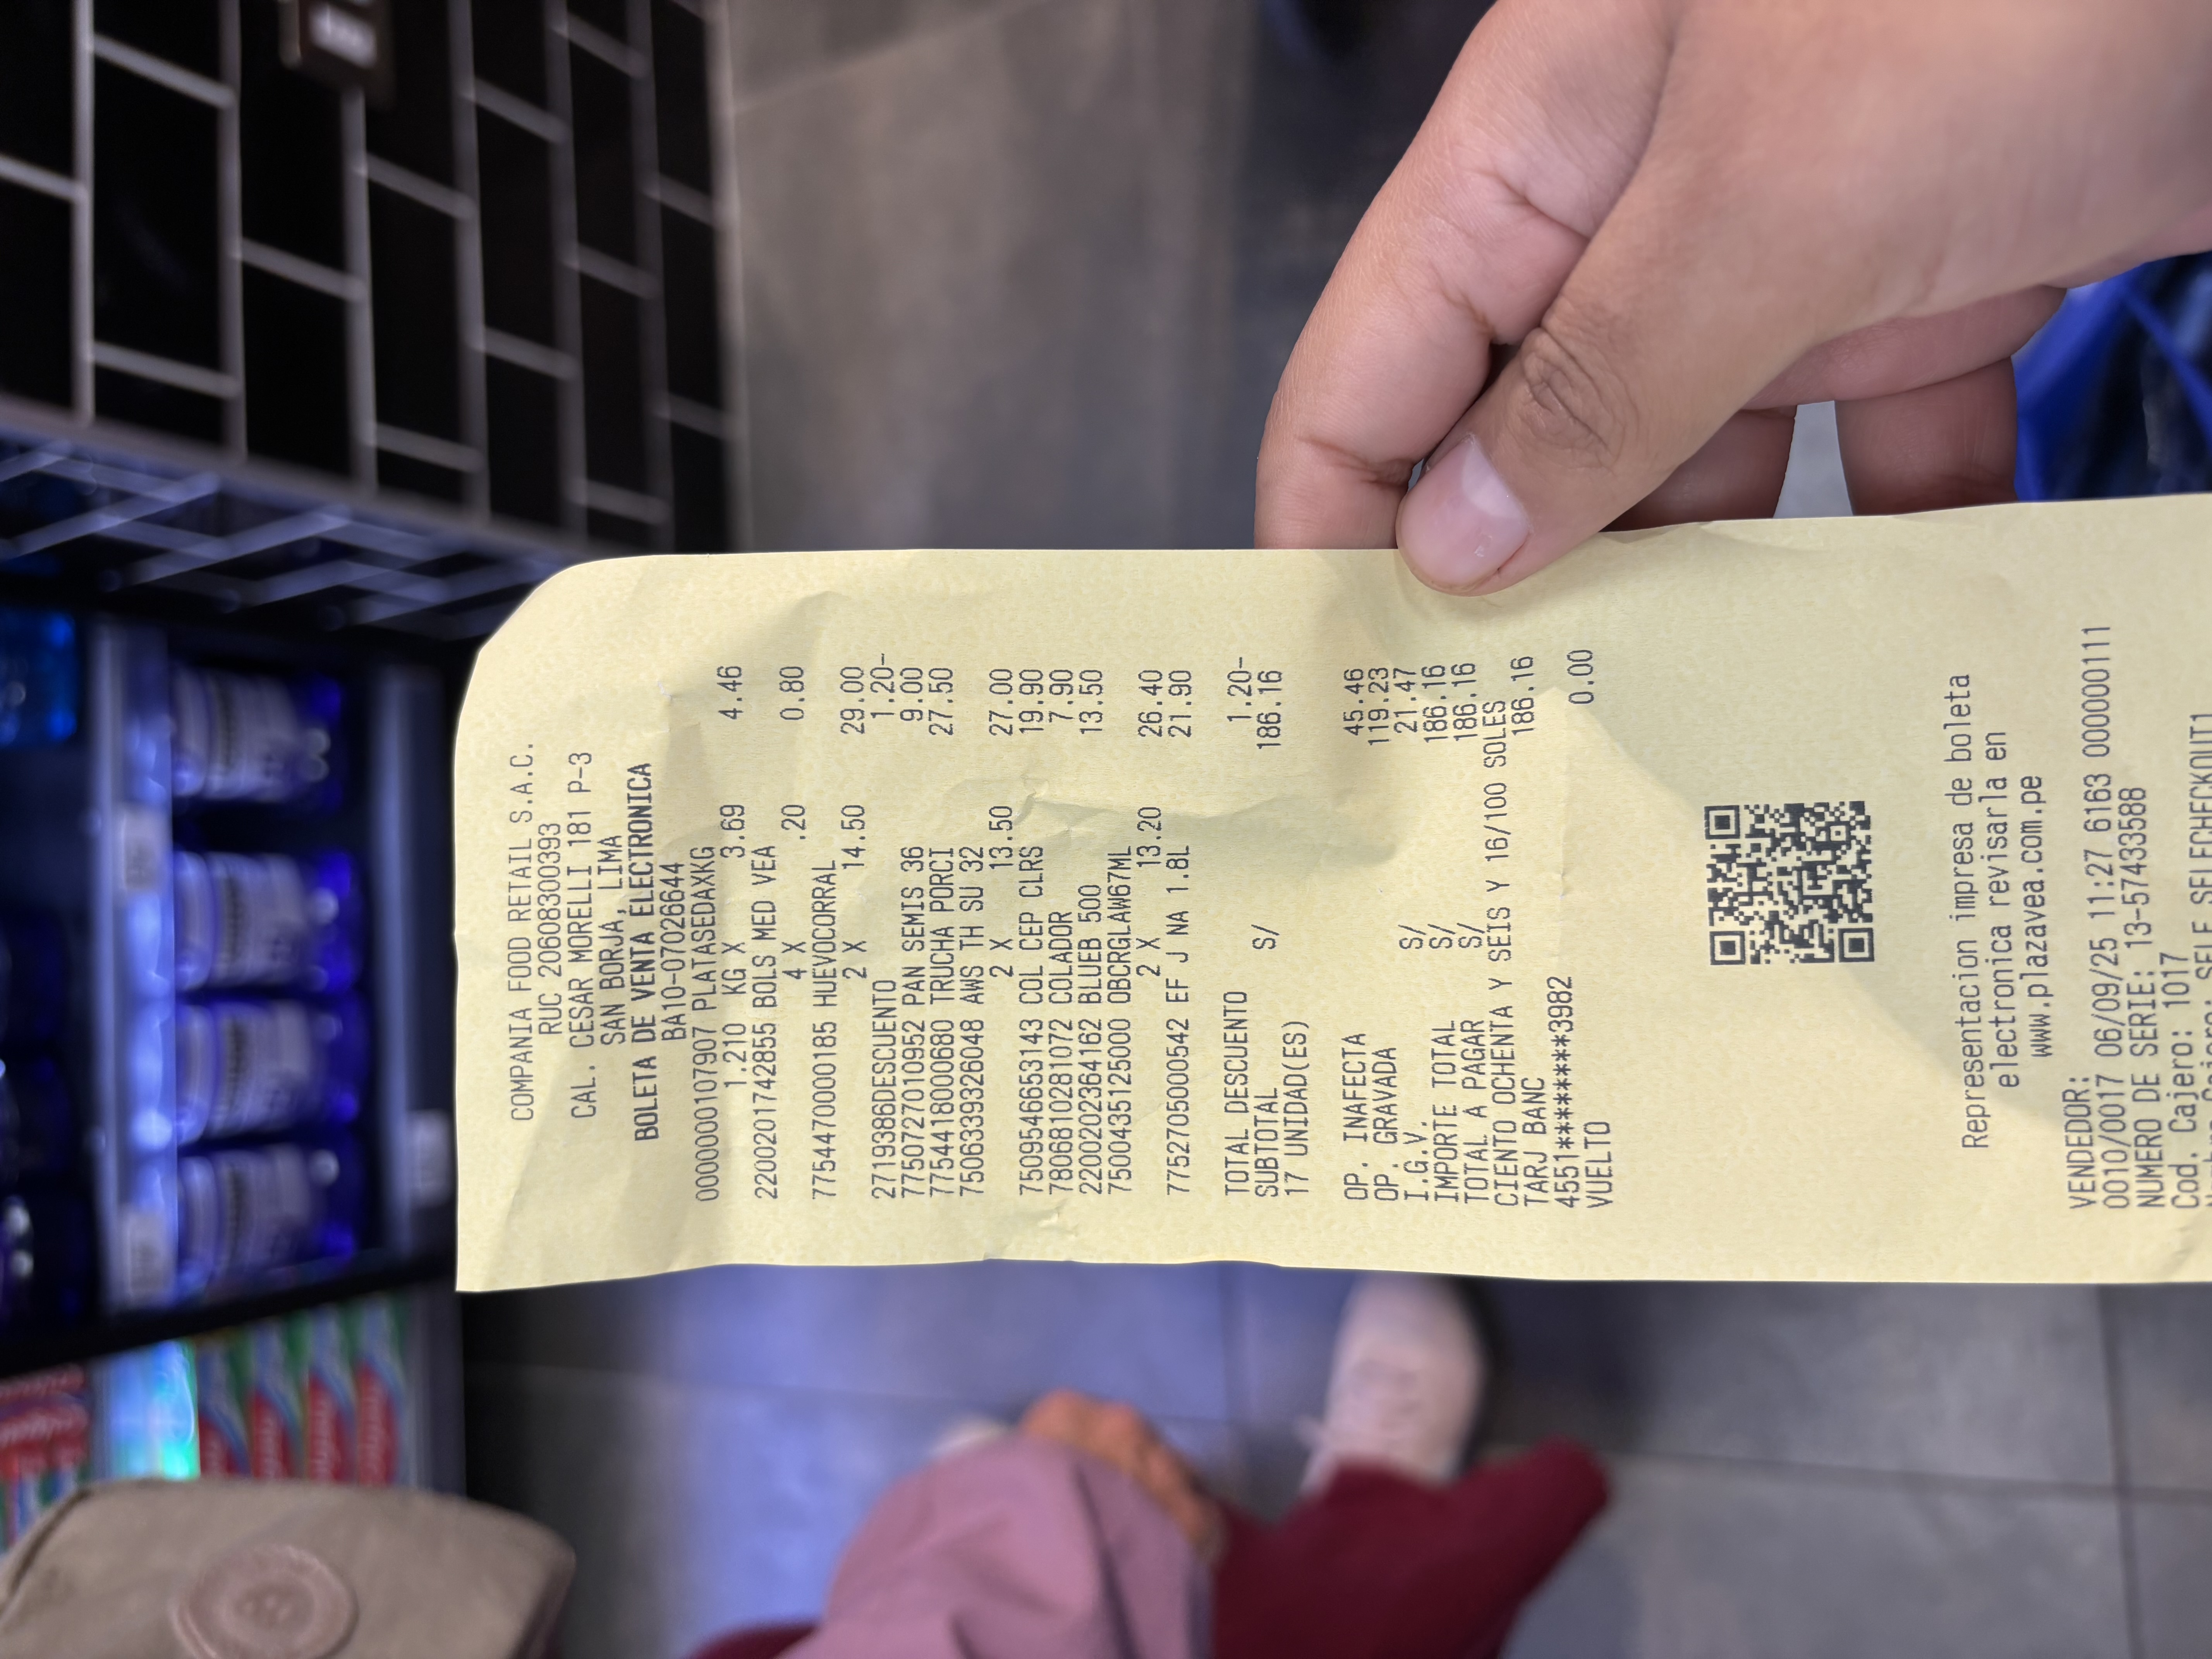 COMPANIA FOOD RETAIL S.A.C.
RUC 20608300393
CAL. CESAR MORELLI 181 P-3
SAN BORJA, LIMA
BOLETA DE VENTA ELECTRONICA
BA10-07026644
0000000107907 PLATASEDAXKG
1.210 KG X 3.69 4.46
2200201742855 BOLS MED VEA
4 X .20 0.80
7754470000185 HUEVOCORRAL
2 X 14.50 29.00
2719386DESCUENTO 1.20-
7750727010952 PAN SEMIS 36 9.00
7754418000680 TRUCHA PORCI 27.50
7506339326048 AWS TH SU 32
2 X 13.50 27.00
7509546653143 COL CEP CLRS 19.90
7806810281072 COLADOR 7.90
2200202364162 BLUEB 500 13.50
7500435125000 OBCRGLAW67ML
2 X 13.20 26.40
7752705000542 EF J NA 1.8L 21.90
TOTAL DESCUENTO 1.20-
SUBTOTAL S/ 186.16
17 UNIDAD(ES)
OP. INAFECTA 45.46
OP. GRAVADA 119.23
I.G.V. S/ 21.47
IMPORTE TOTAL S/ 186.16
TOTAL A PAGAR S/ 186.16
CIENTO OCHENTA Y SEIS Y 16/100 SOLES
TARJ BANC 186.16
4551********3982
VUELTO 0.00
Representacion impresa de boleta
electronica revisarla en
www.plazavea.com.pe
VENDEDOR:
0010/0017 06/09/25 11:27 6163 000000111
NUMERO DE SERIE: 13-57433588
Cod. Cajero: 1017
Cajero: SELF SELFCHECKOUT1